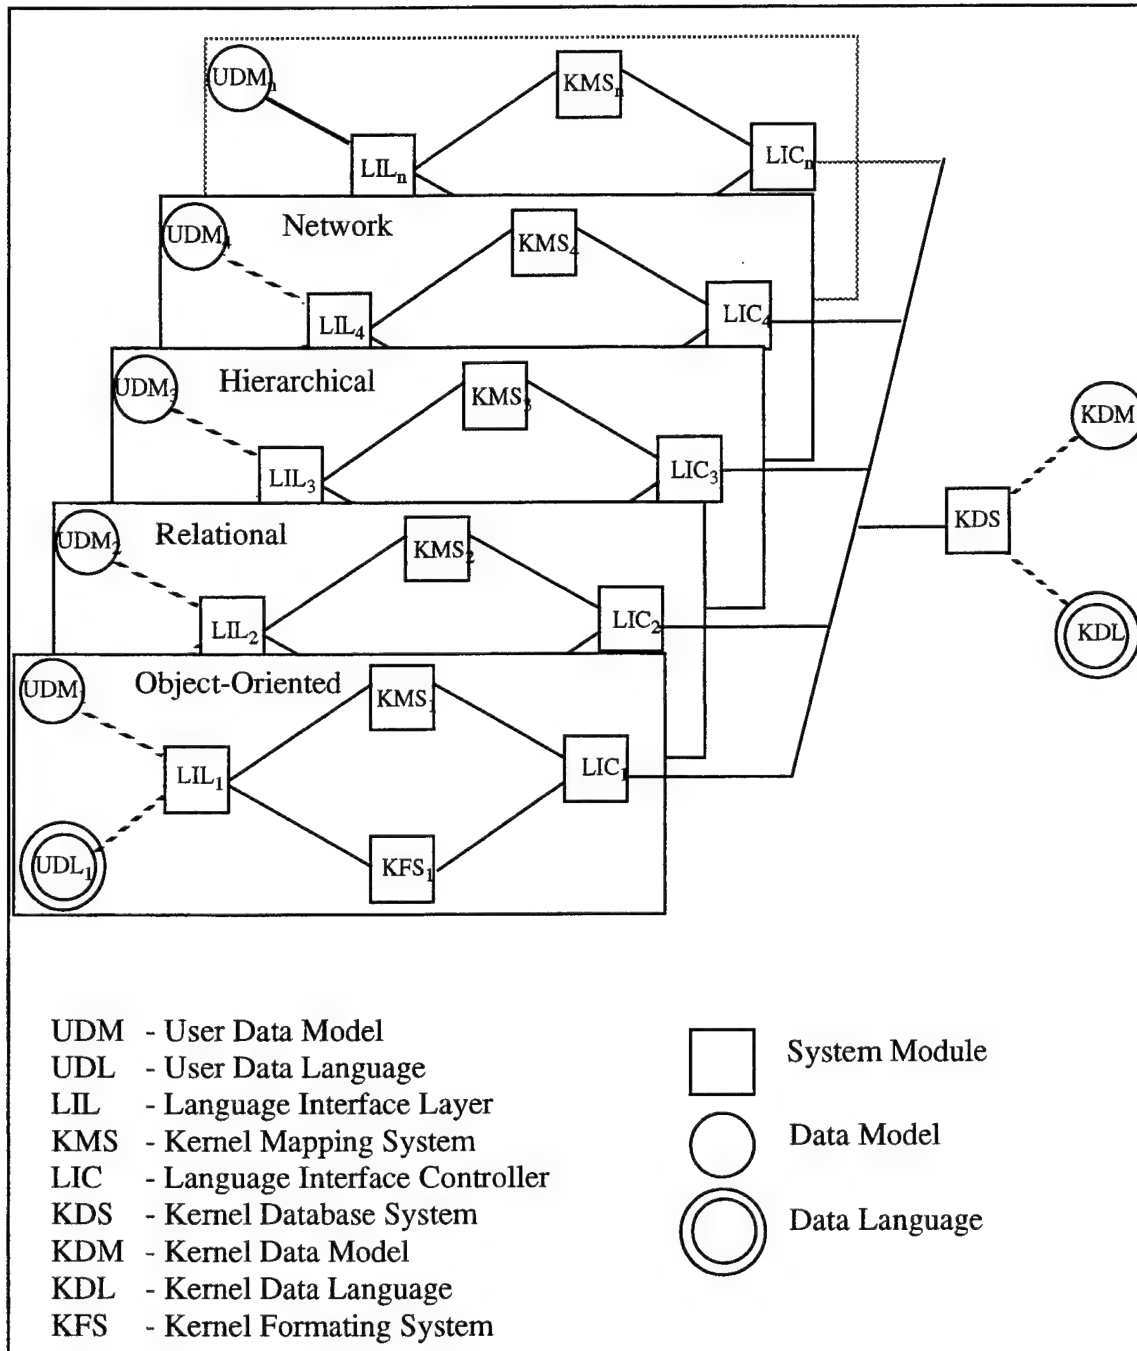 UDMn
KMSn
LILn
LICn
Network
UDM4
KMS4
LIL4
LIC4
Hierarchical
UDM3
KMS3
LIL3
LIC3
KDM
KDS
KDL
Relational
UDM2
KMS2
LIL2
LIC2
Object-Oriented
UDM1
KMS1
LIL1
LIC1
UDL1
KFS1
UDM - User Data Model
UDL - User Data Language
LIL - Language Interface Layer
KMS - Kernel Mapping System
LIC - Language Interface Controller
KDS - Kernel Database System
KDM - Kernel Data Model
KDL - Kernel Data Language
KFS - Kernel Formating System
System Module
Data Model
Data Language